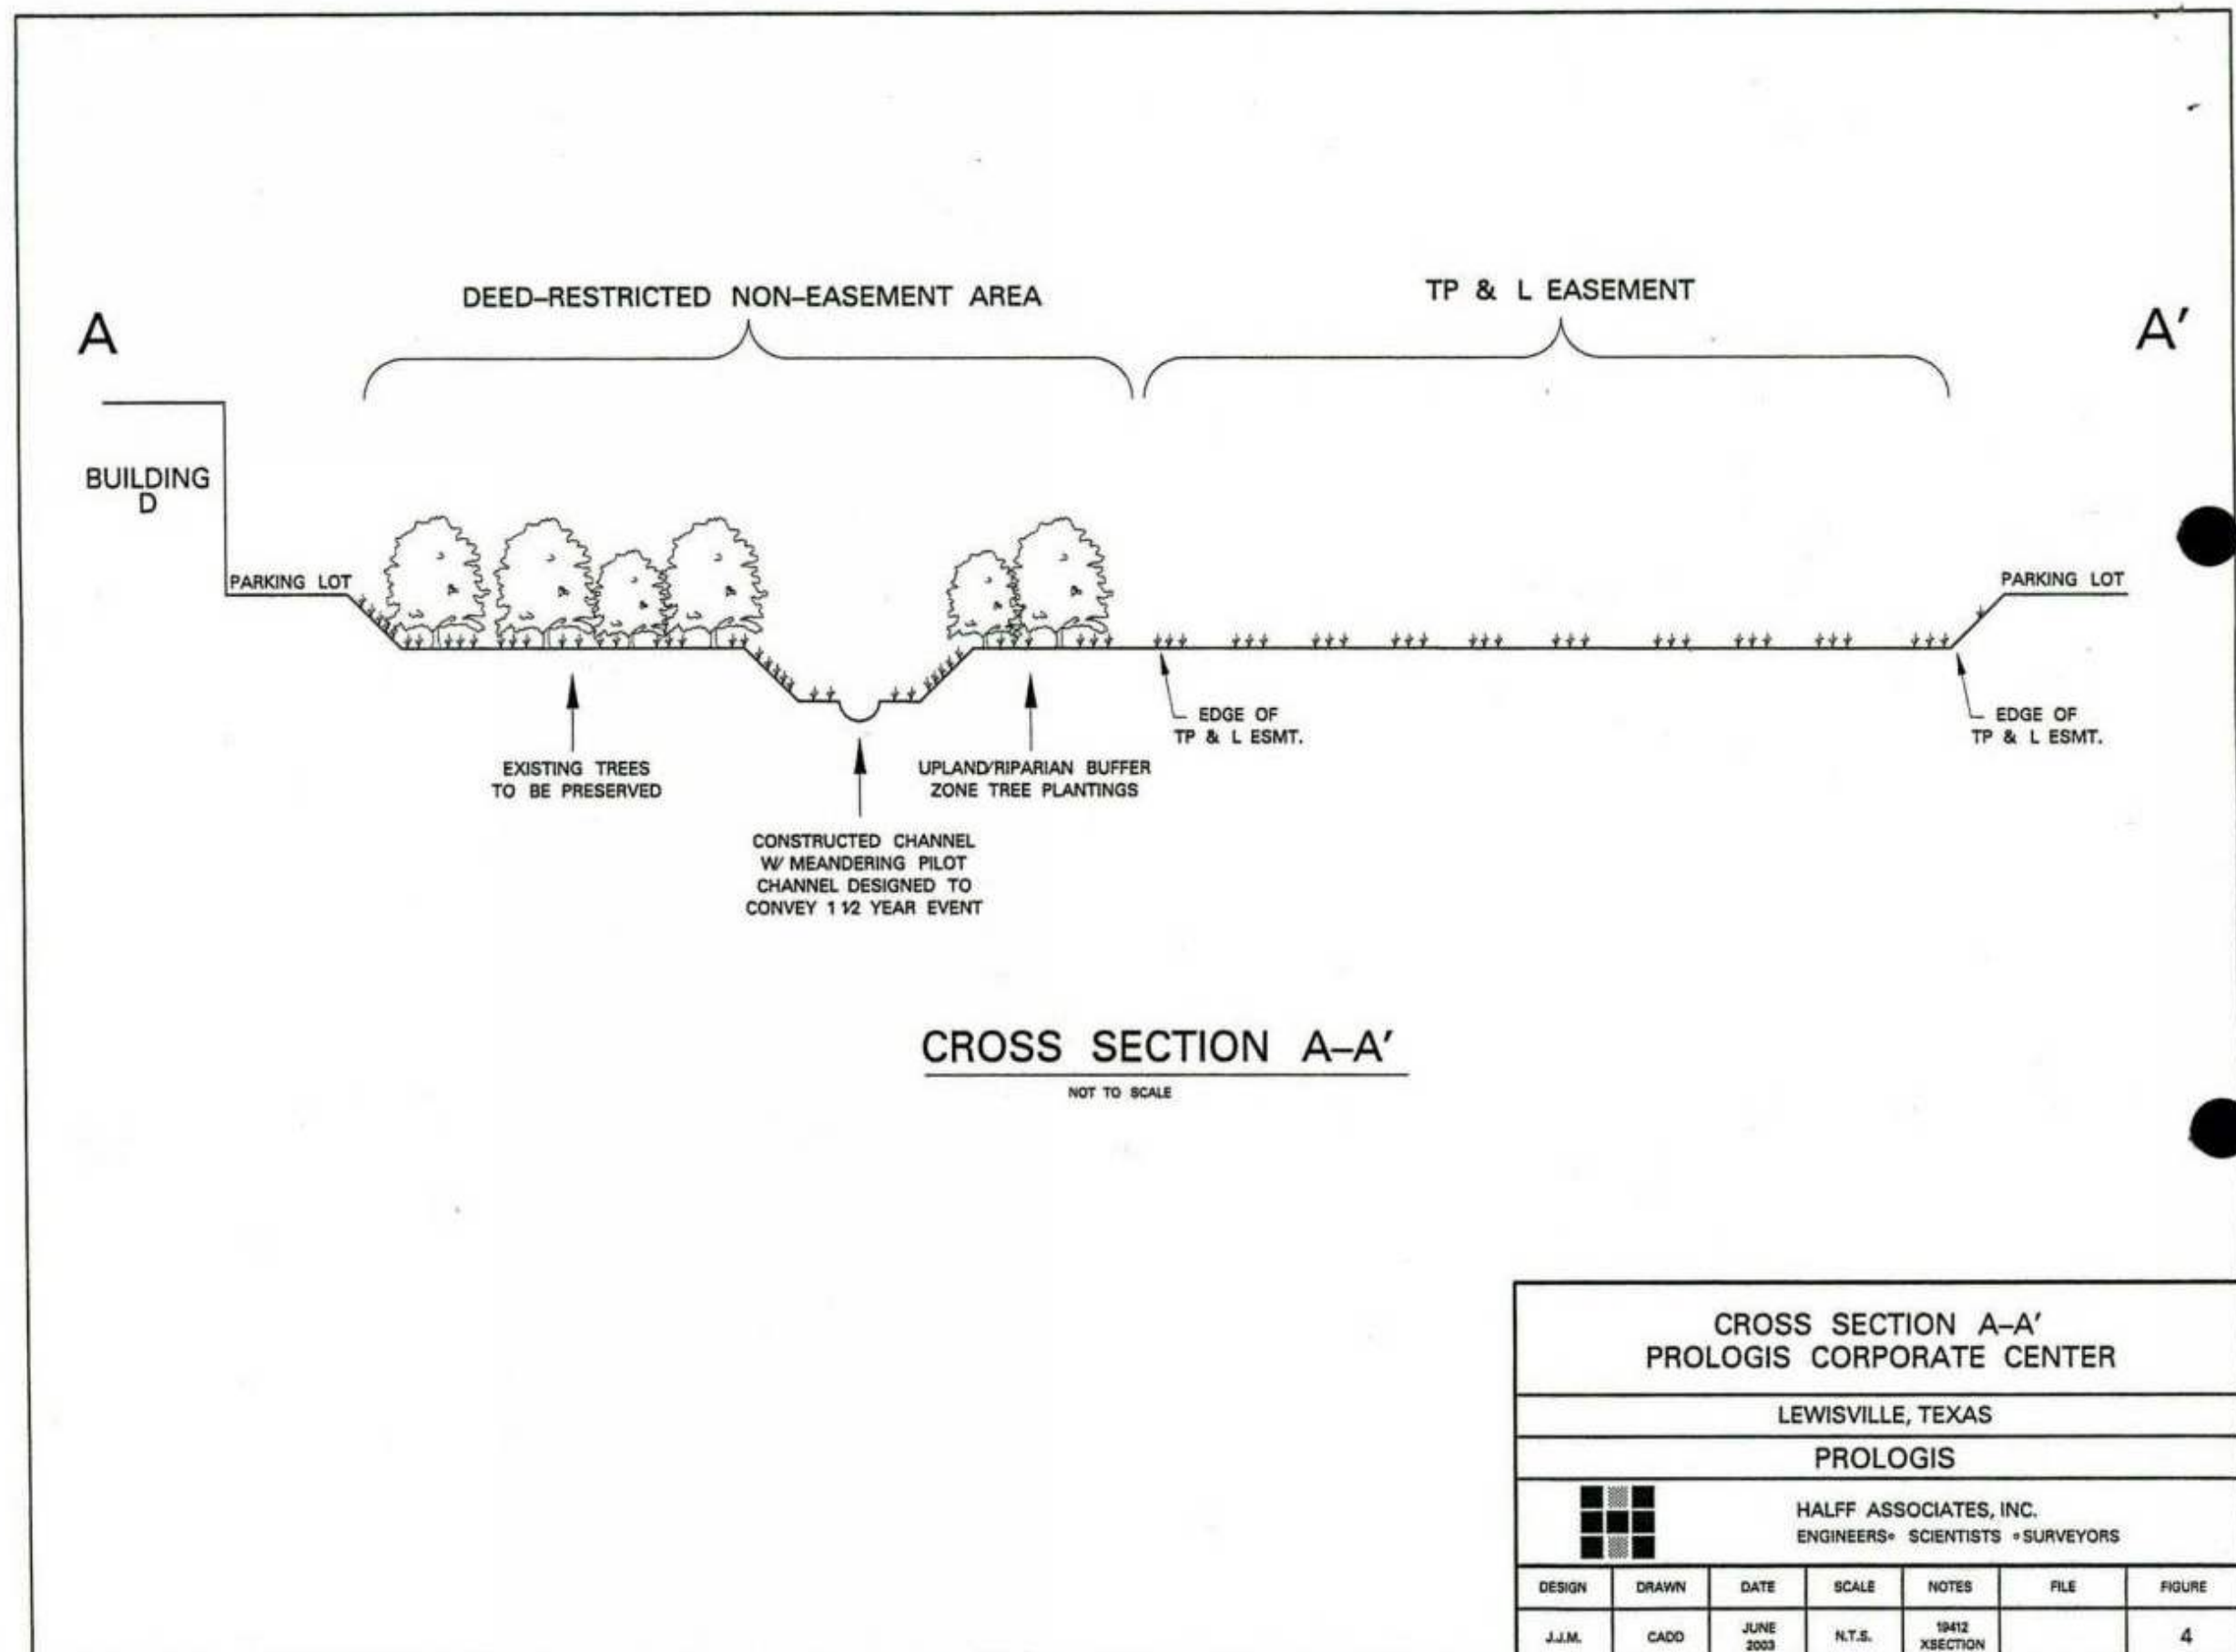 DEED–RESTRICTED NON–EASEMENT AREA
TP & L EASEMENT
A
A'
BUILDING
D
PARKING LOT
PARKING LOT
EDGE OF
TP & L ESMT.
EDGE OF
TP & L ESMT.
EXISTING TREES
TO BE PRESERVED
UPLAND/RIPARIAN BUFFER
ZONE TREE PLANTINGS
CONSTRUCTED CHANNEL
W/ MEANDERING PILOT
CHANNEL DESIGNED TO
CONVEY 1 1/2 YEAR EVENT
CROSS SECTION A–A'
NOT TO SCALE
CROSS SECTION A–A'
PROLOGIS CORPORATE CENTER
LEWISVILLE, TEXAS
PROLOGIS
HALFF ASSOCIATES, INC.
ENGINEERS∘ SCIENTISTS ∘SURVEYORS
DESIGN DRAWN DATE SCALE NOTES FILE FIGURE
J.J.M. CADD JUNE 2003 N.T.S. 19412 XSECTION 4